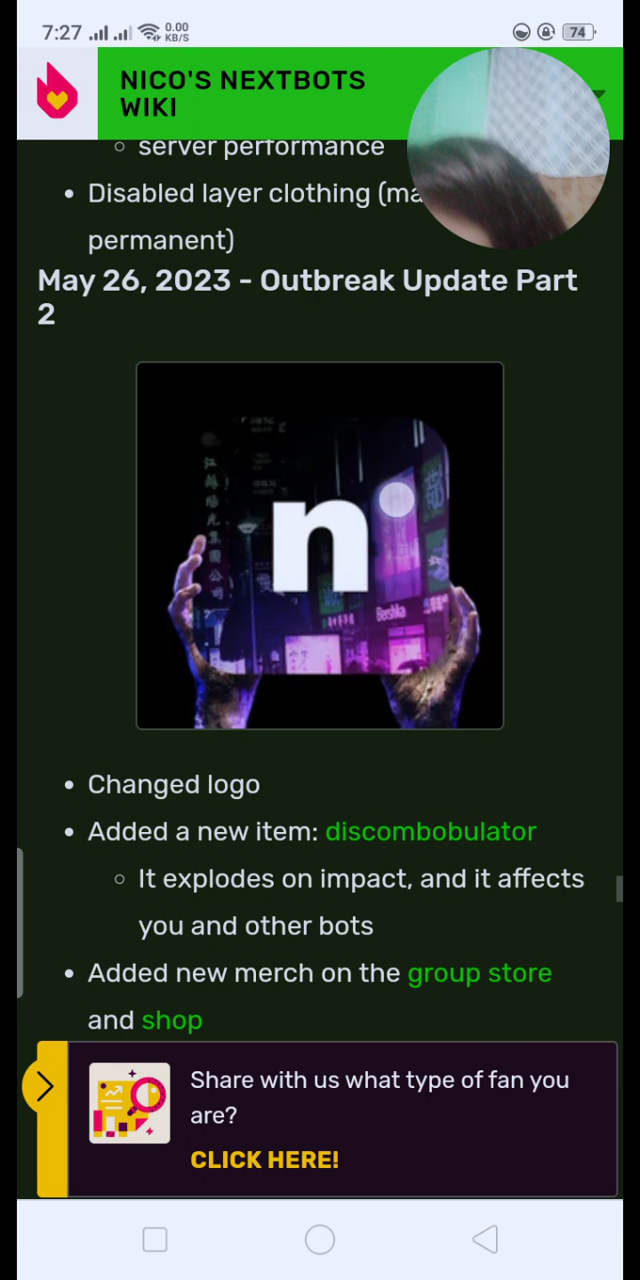 7:27 0.00 KB/S 74
NICO'S NEXTBOTS
WIKI
server performance
Disabled layer clothing (ma
permanent)
May 26, 2023 - Outbreak Update Part
2
n
Bershka
Changed logo
Added a new item: discombobulator
It explodes on impact, and it affects
you and other bots
Added new merch on the group store
and shop
Share with us what type of fan you
are?
CLICK HERE!